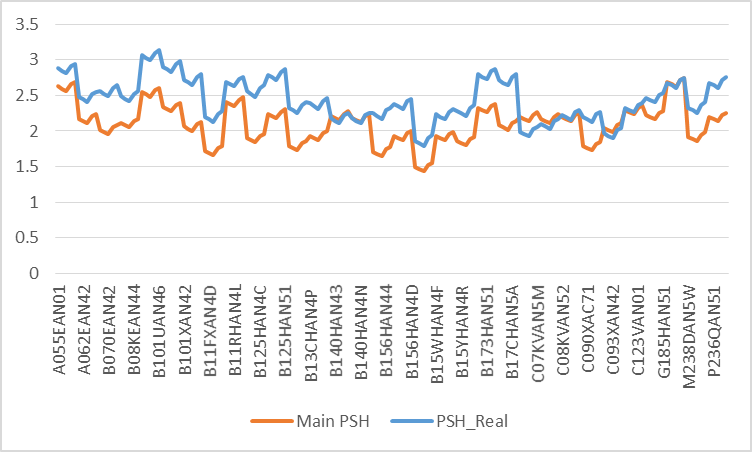 3.5
3
2.5
2
1.5
1
0.5
0
A055EAN01
A062EAN42
B070EAN42
B08KEAN44
B101UAN46
B101XAN42
B11FXAN4D
B11RHAN4L
B125HAN4C
B125HAN51
B13CHAN4P
B140HAN43
B140HAN4N
B156HAN44
B156HAN4D
B15WHAN4F
B15YHAN4R
B173HAN51
B17CHAN5A
C07KVAN5M
C08KVAN52
C090XAC71
C093XAN42
C123VAN01
G185HAN51
M238DAN5W
P236QAN51
Main PSH
PSH_Real